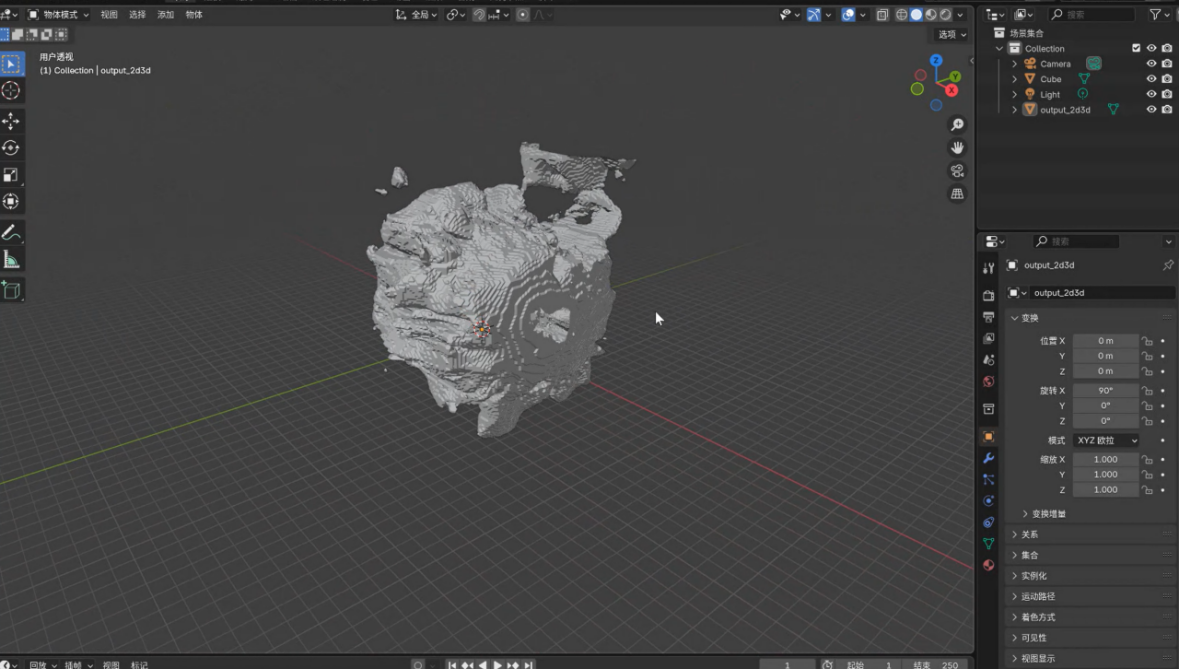 物体模式 视图 选择 添加 物体 全局 搜索
选项
用户透视
(1) Collection | output_2d3d
Z
Y
X
场景集合
Collection
Camera
Cube
Light
output_2d3d
搜索
output_2d3d
output_2d3d
变换
位置 X 0 m
Y 0 m
Z 0 m
旋转 X 90°
Y 0°
Z 0°
模式 XYZ 欧拉
缩放 X 1.000
Y 1.000
Z 1.000
变换增量
关系
集合
实例化
运动路径
着色方式
可见性
视图显示
回放 插帧 视图 标记 1 起始 1 结束 250